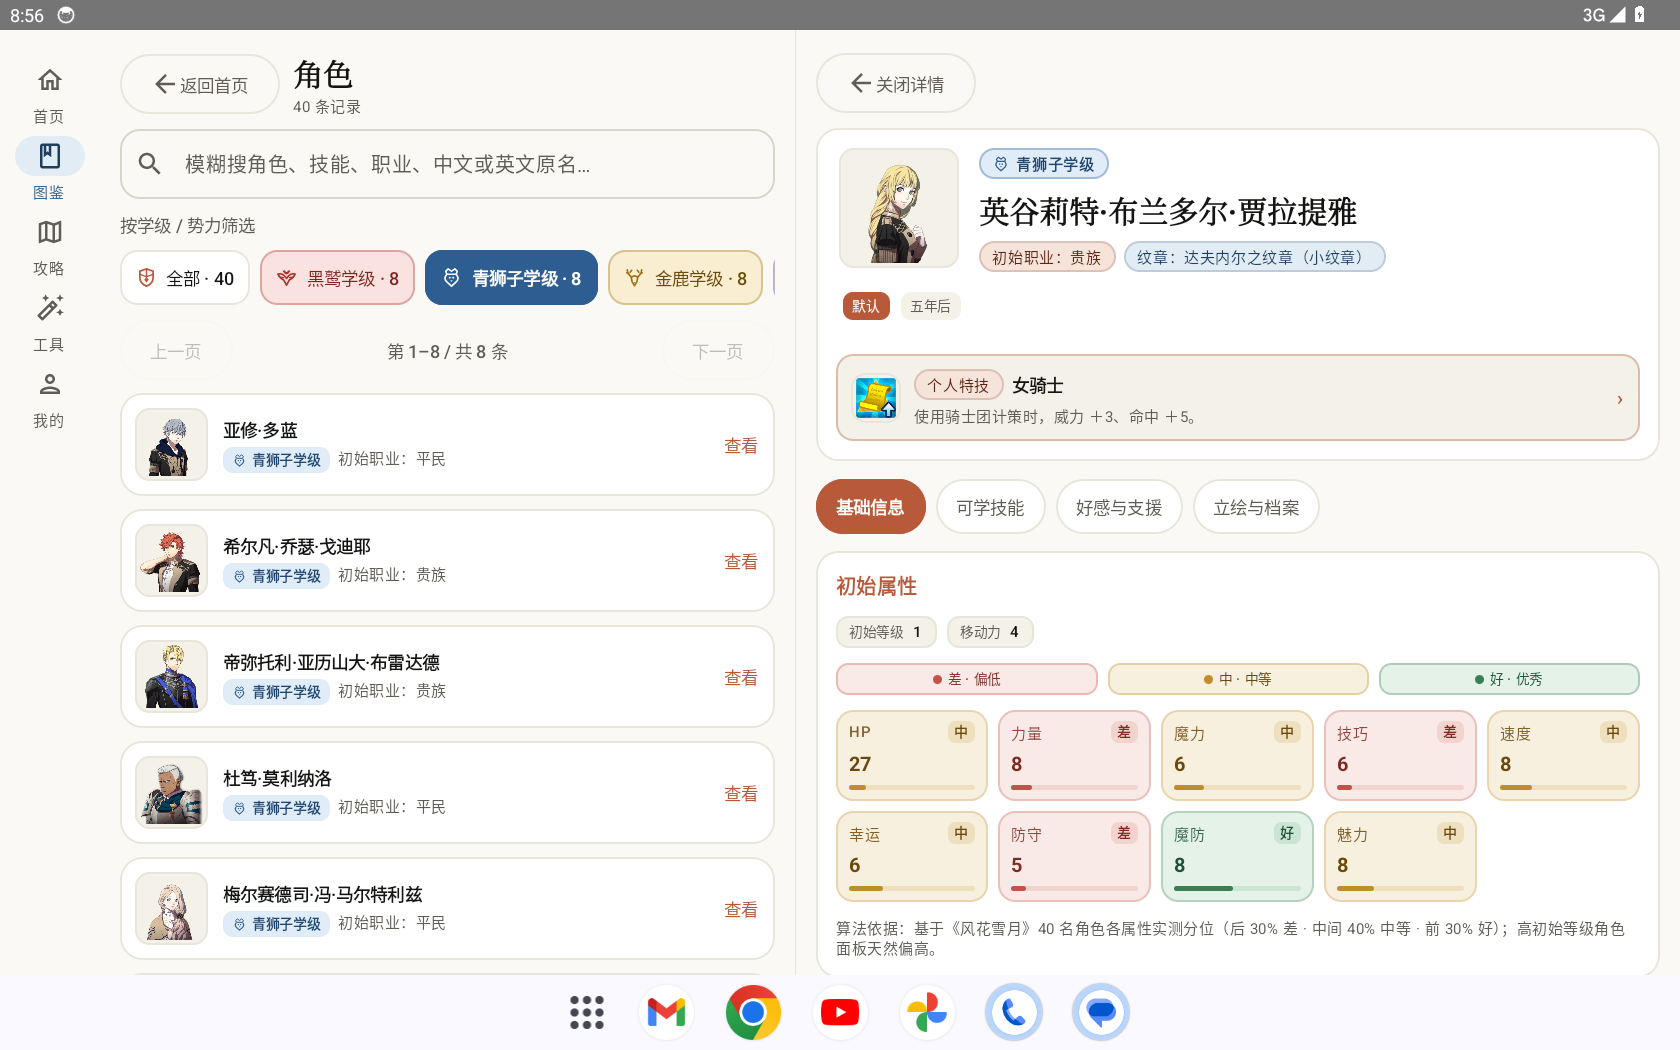 8:56
3G
首页
图鉴
攻略
工具
我的
返回首页
角色
40 条记录
模糊搜角色、技能、职业、中文或英文原名…
按学级 / 势力筛选
全部 · 40
黑鹫学级 · 8
青狮子学级 · 8
金鹿学级 · 8
上一页
第 1–8 / 共 8 条
下一页
亚修·多蓝
青狮子学级
初始职业：平民
查看
希尔凡·乔瑟·戈迪耶
青狮子学级
初始职业：贵族
查看
帝弥托利·亚历山大·布雷达德
青狮子学级
初始职业：贵族
查看
杜笃·莫利纳洛
青狮子学级
初始职业：平民
查看
梅尔赛德司·冯·马尔特利兹
青狮子学级
初始职业：平民
查看
关闭详情
青狮子学级
英谷莉特·布兰多尔·贾拉提雅
初始职业：贵族
纹章：达夫内尔之纹章（小纹章）
默认
五年后
个人特技
女骑士
使用骑士团计策时，威力 ＋3、命中 ＋5。
›
基础信息
可学技能
好感与支援
立绘与档案
初始属性
初始等级 1
移动力 4
差 · 偏低
中 · 中等
好 · 优秀
HP 中
27
力量 差
8
魔力 中
6
技巧 差
6
速度 中
8
幸运 中
6
防守 差
5
魔防 好
8
魅力 中
8
算法依据：基于《风花雪月》40 名角色各属性实测分位（后 30% 差 · 中间 40% 中等 · 前 30% 好）；高初始等级角色
面板天然偏高。